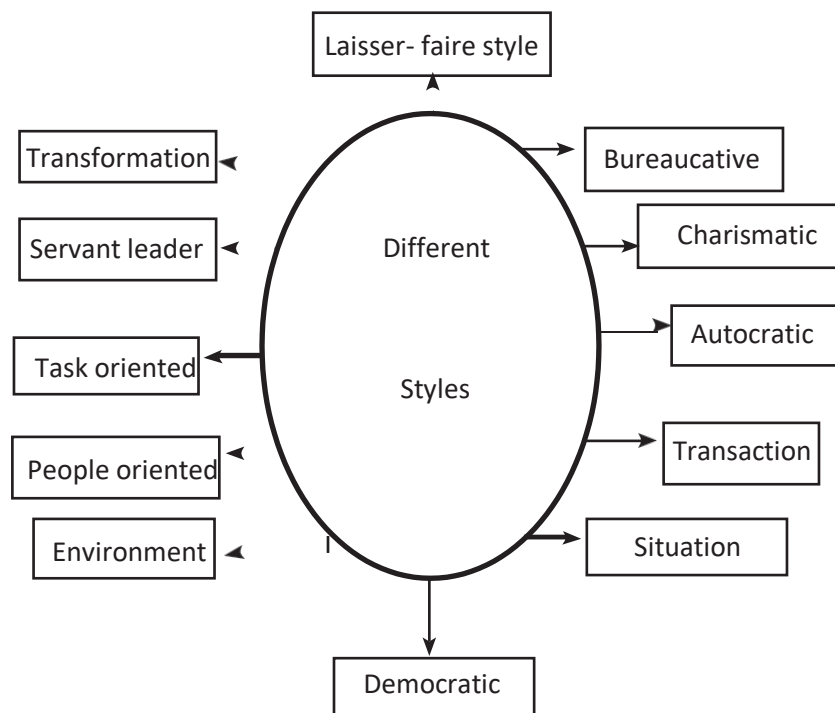 Laisser- faire style
Transformation
Bureaucative
Servant leader
Different
Charismatic
Autocratic
Task oriented
Styles
People oriented
Transaction
Environment
l
Situation
Democratic